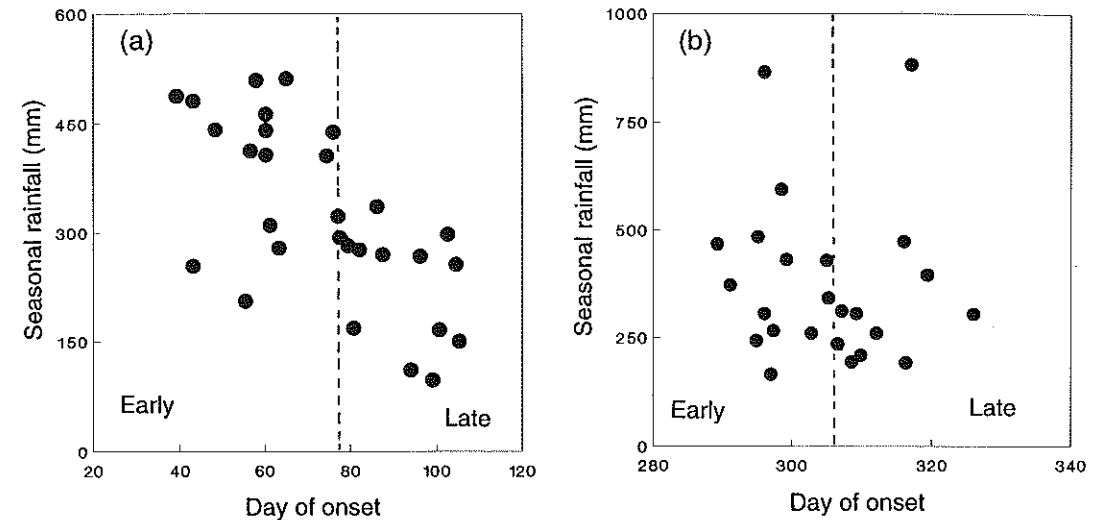 (a)
Seasonal rainfall (mm)
600
450
300
150
0
Early
Late
20 40 60 80 100 120
Day of onset
(b)
Seasonal rainfall (mm)
1000
750
500
250
0
Early
Late
280 300 320 340
Day of onset